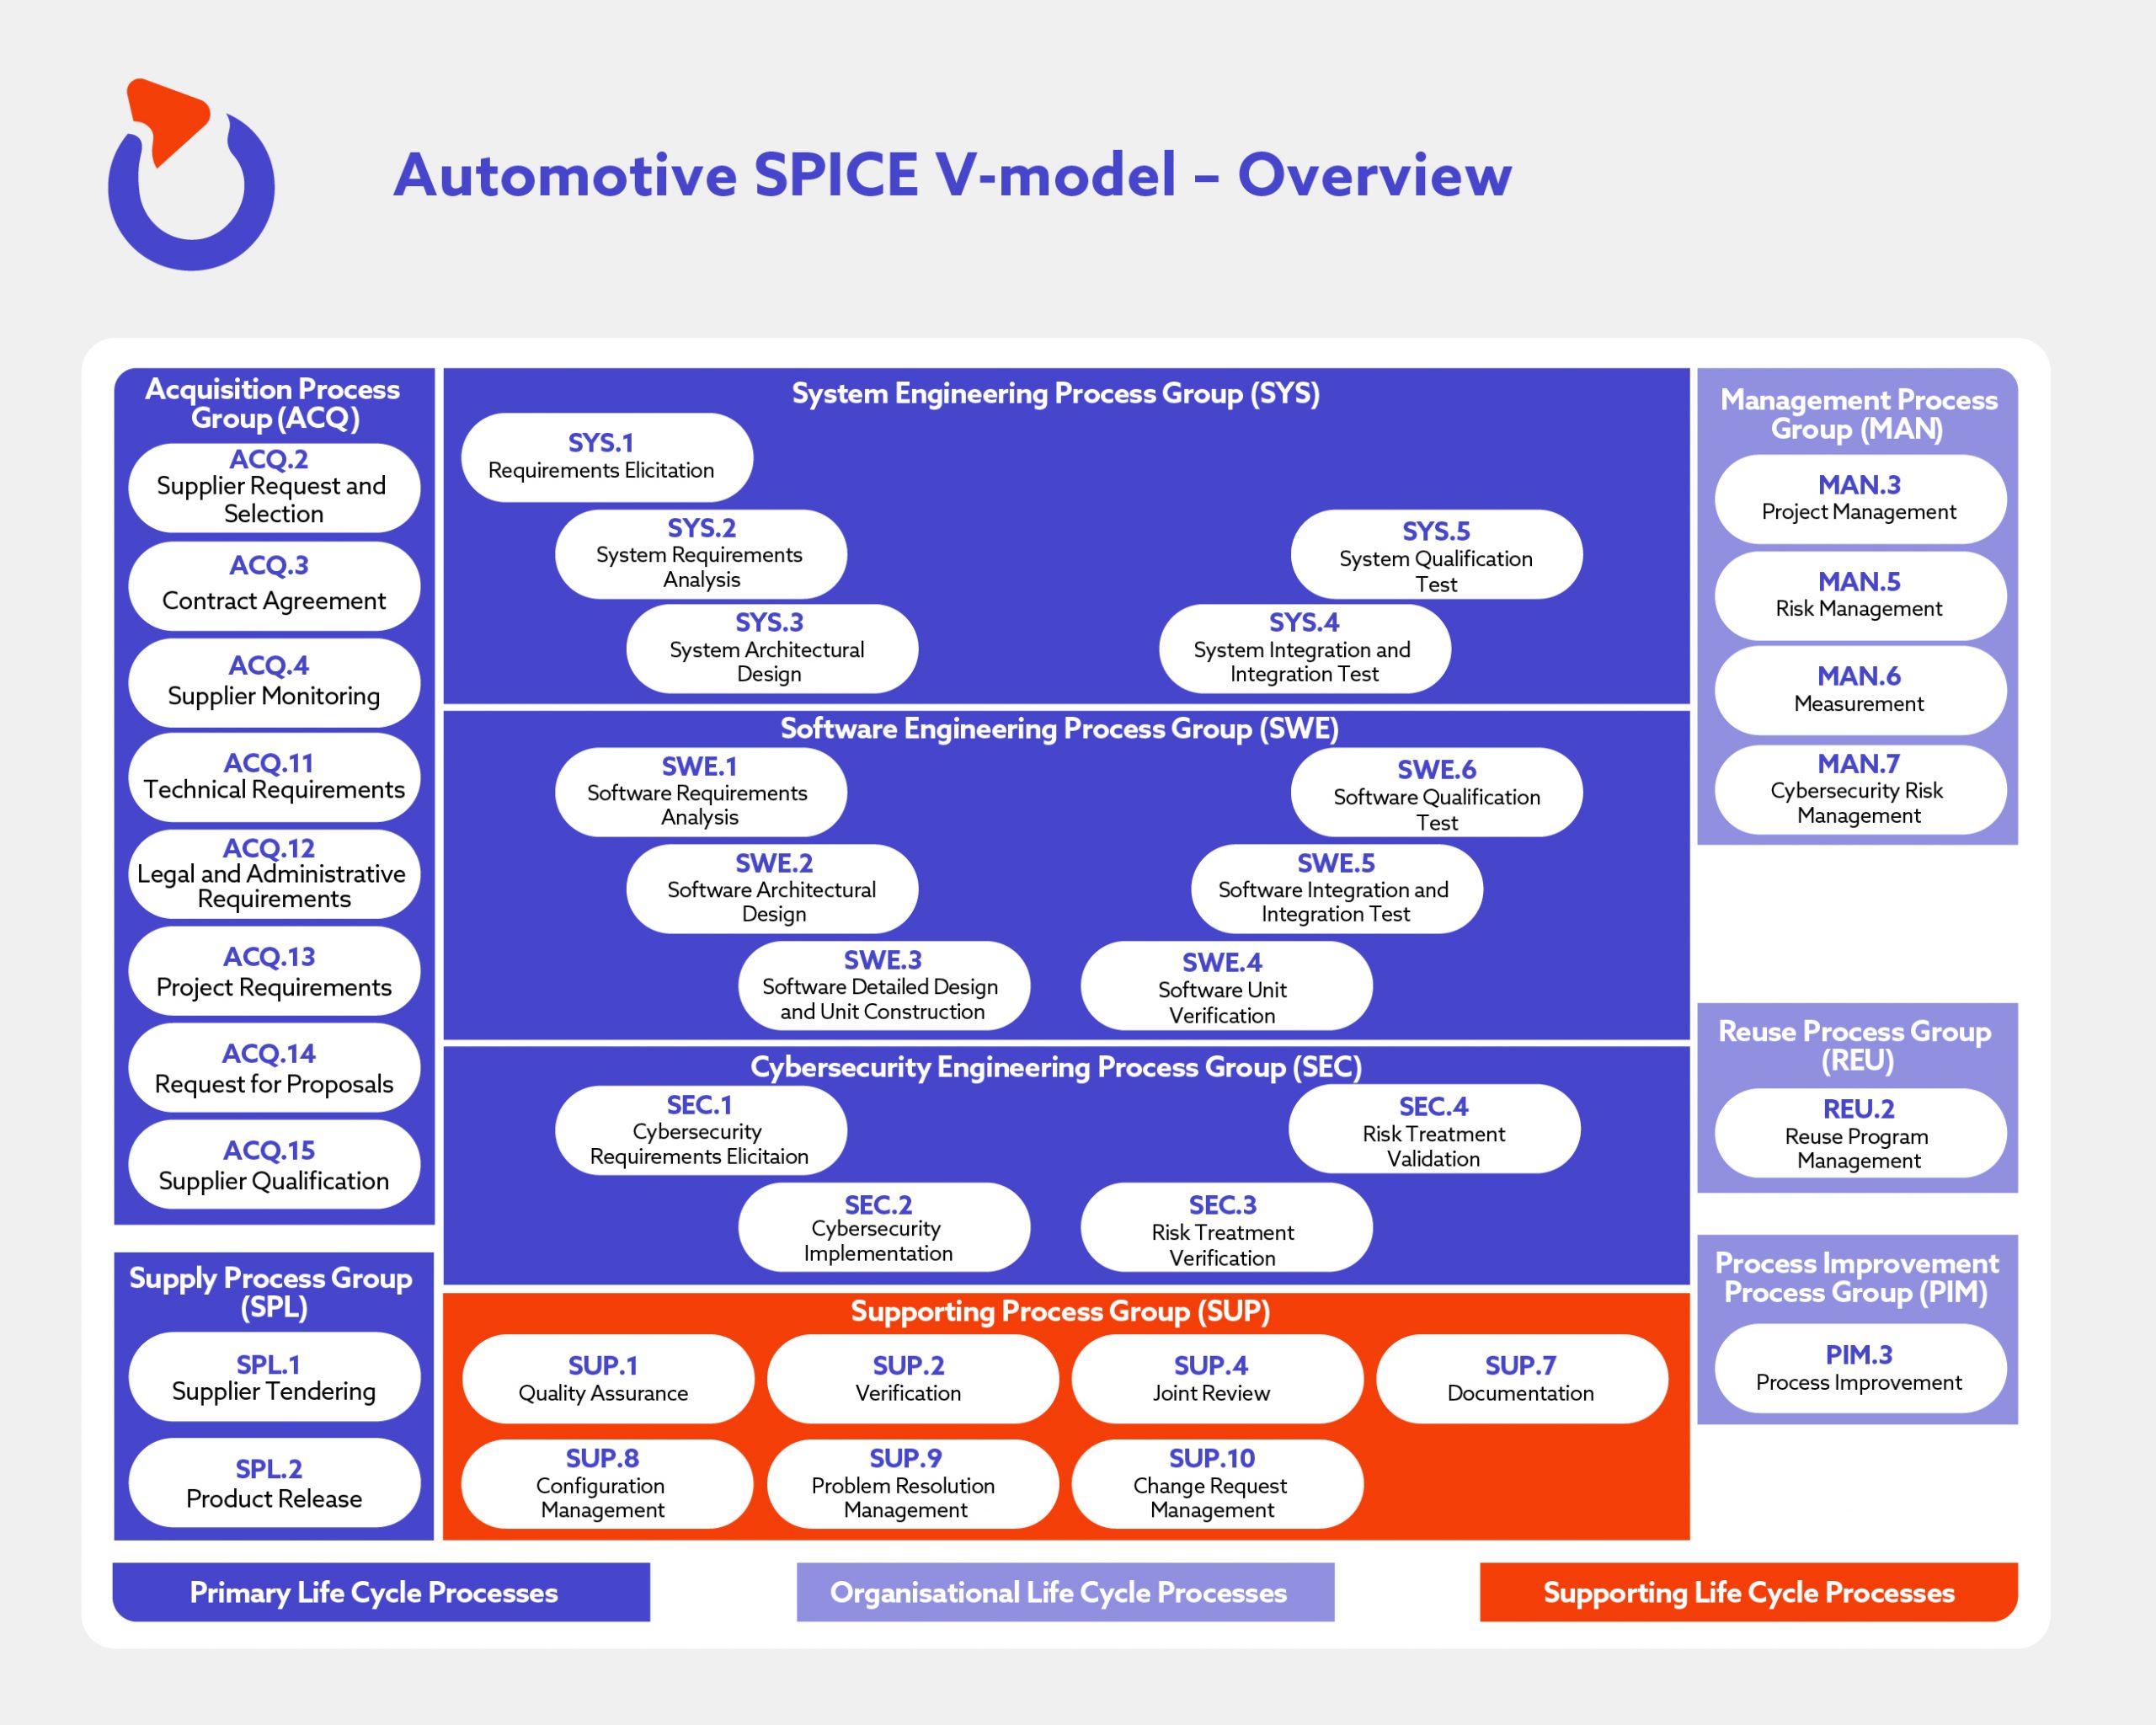 Automotive SPICE V-model – Overview
Acquisition Process
Group (ACQ)
ACQ.2
Supplier Request and
Selection
ACQ.3
Contract Agreement
ACQ.4
Supplier Monitoring
ACQ.11
Technical Requirements
ACQ.12
Legal and Administrative
Requirements
ACQ.13
Project Requirements
ACQ.14
Request for Proposals
ACQ.15
Supplier Qualification
Supply Process Group
(SPL)
SPL.1
Supplier Tendering
SPL.2
Product Release
System Engineering Process Group (SYS)
SYS.1
Requirements Elicitation
SYS.2
System Requirements
Analysis
SYS.3
System Architectural
Design
SYS.5
System Qualification
Test
SYS.4
System Integration and
Integration Test
Software Engineering Process Group (SWE)
SWE.1
Software Requirements
Analysis
SWE.2
Software Architectural
Design
SWE.3
Software Detailed Design
and Unit Construction
SWE.6
Software Qualification
Test
SWE.5
Software Integration and
Integration Test
SWE.4
Software Unit
Verification
Cybersecurity Engineering Process Group (SEC)
SEC.1
Cybersecurity
Requirements Elicitaion
SEC.2
Cybersecurity
Implementation
SEC.4
Risk Treatment
Validation
SEC.3
Risk Treatment
Verification
Supporting Process Group (SUP)
SUP.1
Quality Assurance
SUP.2
Verification
SUP.4
Joint Review
SUP.7
Documentation
SUP.8
Configuration
Management
SUP.9
Problem Resolution
Management
SUP.10
Change Request
Management
Management Process
Group (MAN)
MAN.3
Project Management
MAN.5
Risk Management
MAN.6
Measurement
MAN.7
Cybersecurity Risk
Management
Reuse Process Group
(REU)
REU.2
Reuse Program
Management
Process Improvement
Process Group (PIM)
PIM.3
Process Improvement
Primary Life Cycle Processes
Organisational Life Cycle Processes
Supporting Life Cycle Processes